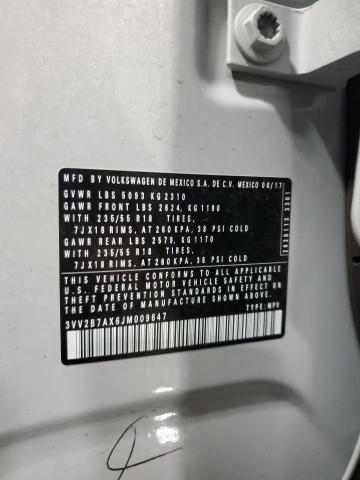 MFD BY VOLKSWAGEN DE MEXICO S.A. DE C.V. MEXICO 06/17
GVWR LBS 5093 KG 2310
GAWR FRONT LBS 2624, KG 1190
WITH 235/55 R18 TIRES,
7JX18 RIMS, AT 260 KPA, 38 PSI COLD
GAWR REAR LBS 2579, KG 1170
WITH 235/55 R18 TIRES,
7JX18 RIMS, AT 260 KPA, 38 PSI COLD
THIS VEHICLE CONFORMS TO ALL APPLICABLE
U.S. FEDERAL MOTOR VEHICLE SAFETY AND
THEFT PREVENTION STANDARDS IN EFFECT ON
THE DATE OF MANUFACTURE SHOWN ABOVE.
3VV2B7AX6JM009647 TYPE: MPV
2920113 3301